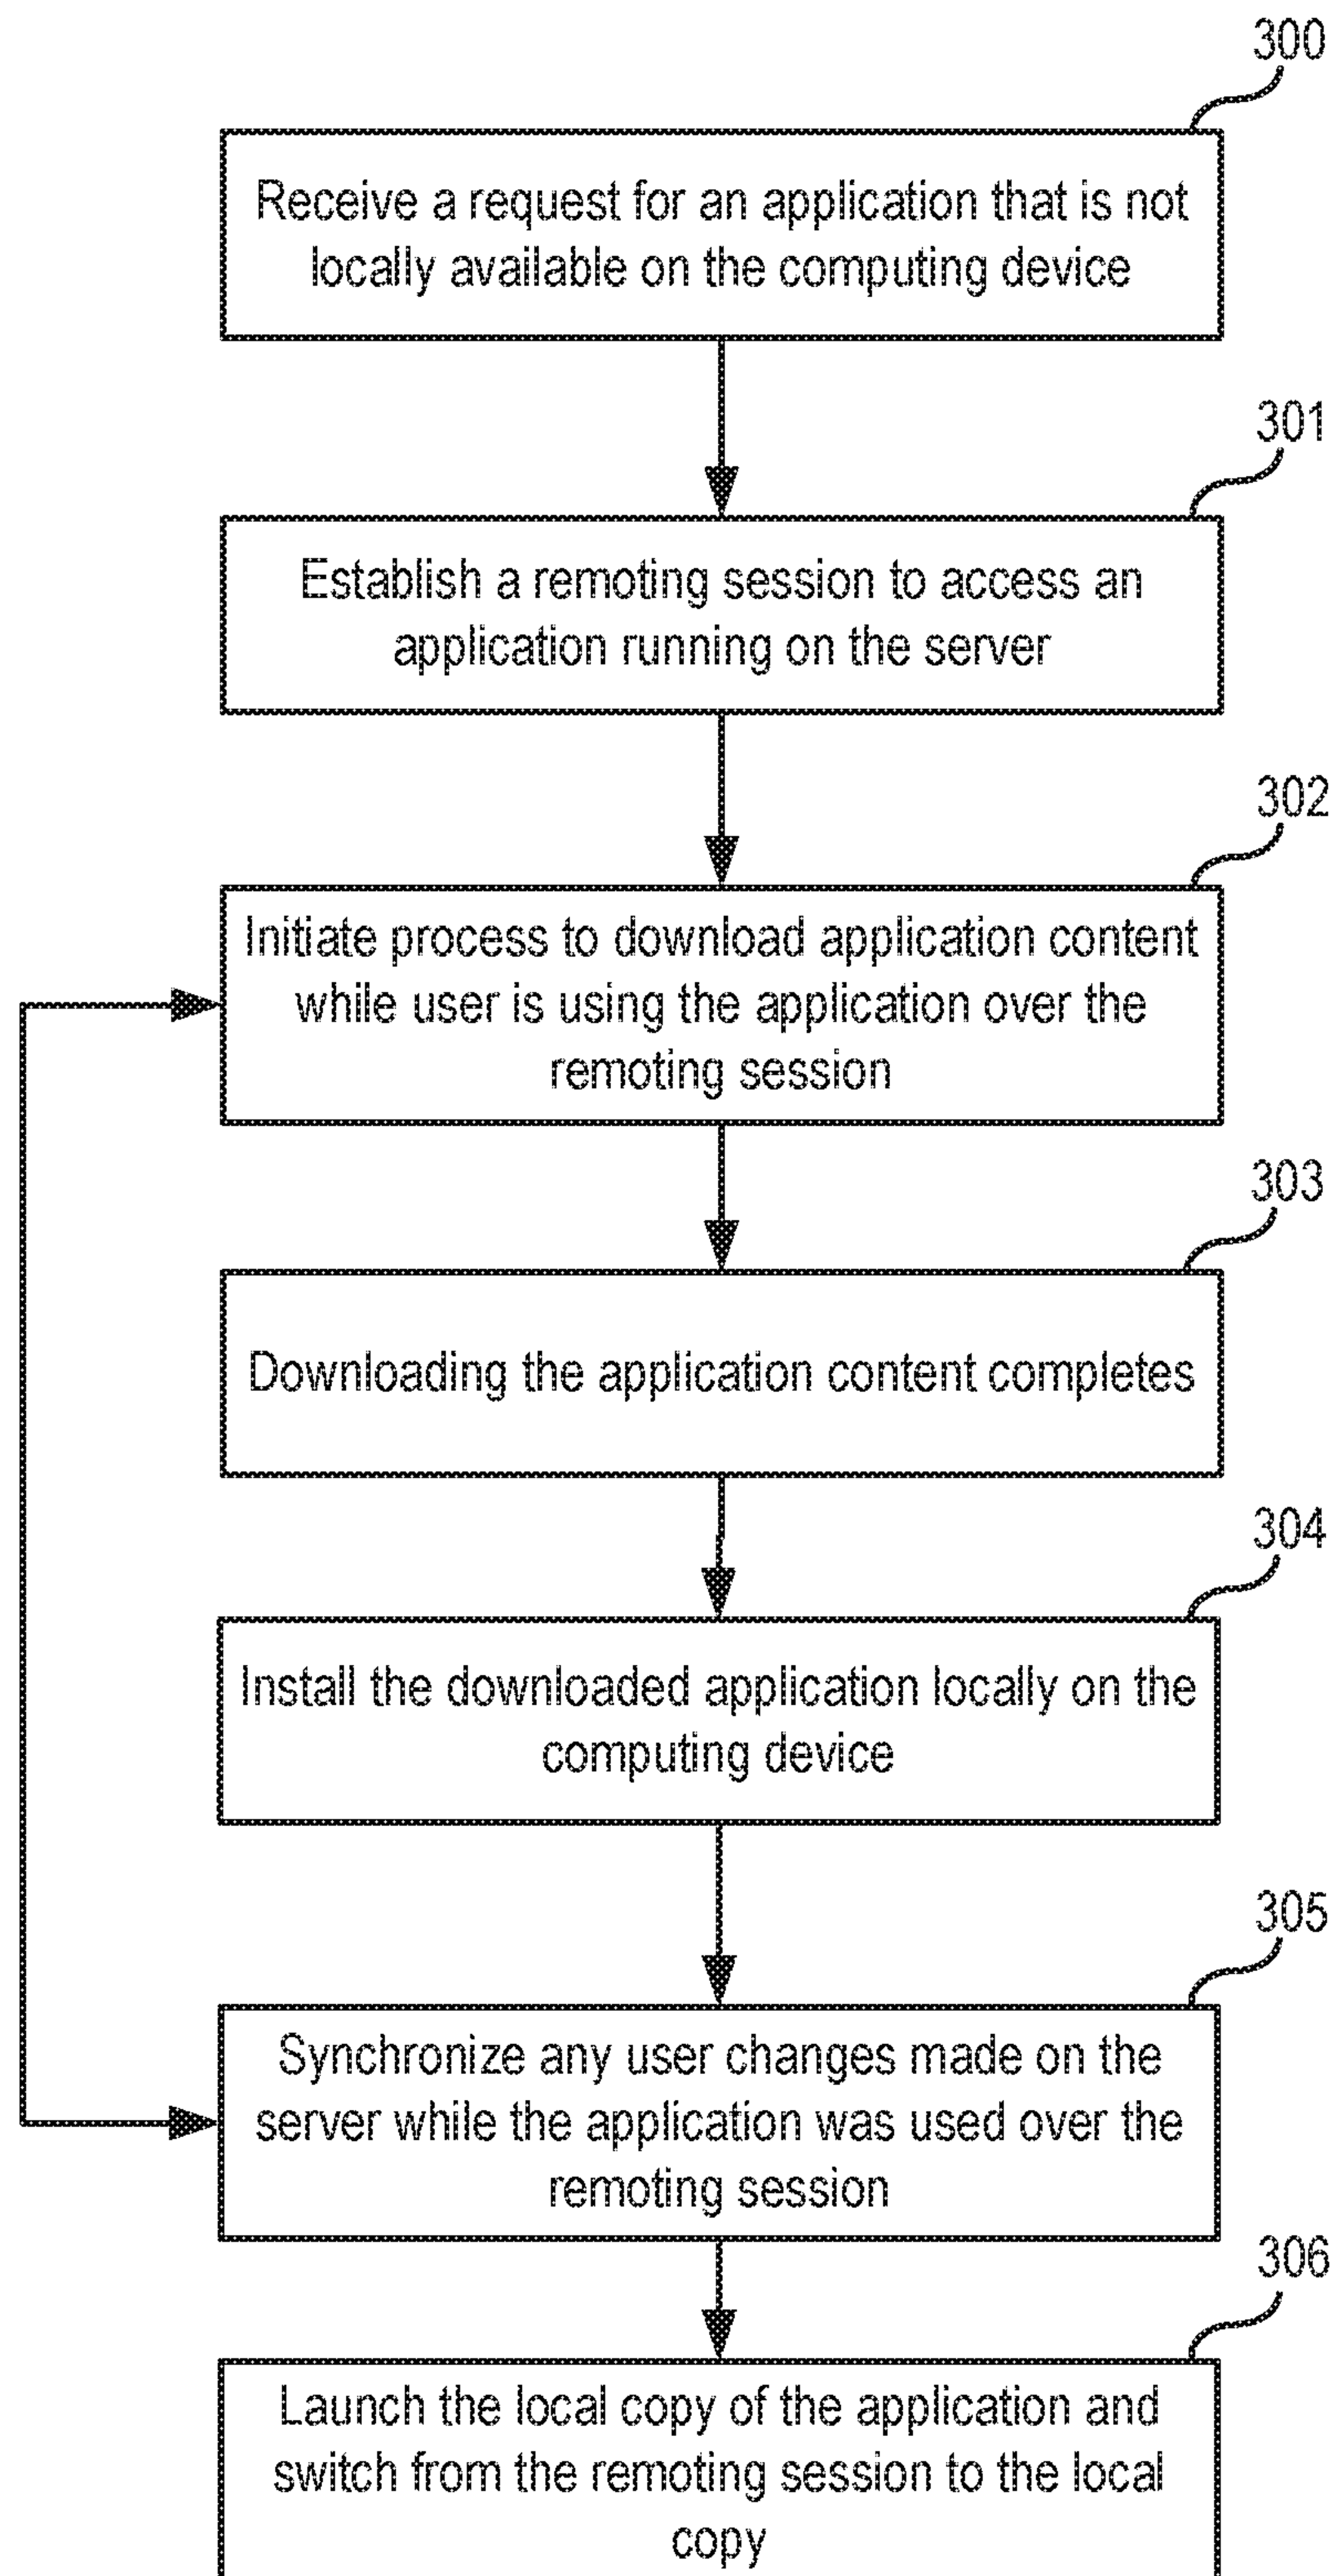 300
Receive a request for an application that is not
locally available on the computing device
301
Establish a remoting session to access an
application running on the server
302
Initiate process to download application content
while user is using the application over the
remoting session
303
Downloading the application content completes
304
Install the downloaded application locally on the
computing device
305
Synchronize any user changes made on the
server while the application was used over the
remoting session
306
Launch the local copy of the application and
switch from the remoting session to the local
copy